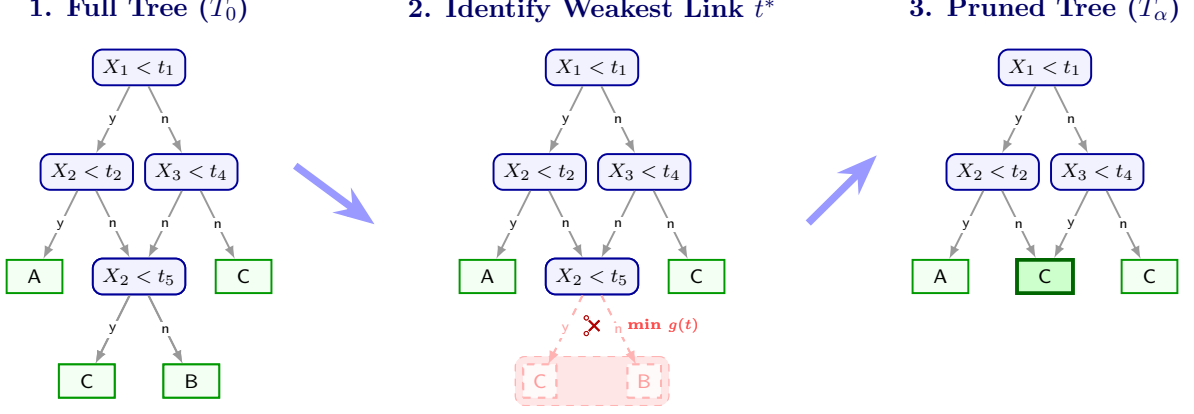 1. Full Tree (T₀)
X₁ < t₁
y n
X₂ < t₂ X₃ < t₄
y n n n
A X₂ < t₅ C
y n
C B
2. Identify Weakest Link t*
X₁ < t₁
y n
X₂ < t₂ X₃ < t₄
y n n n
A X₂ < t₅ C
y n min g(t)
C B
3. Pruned Tree (Tα)
X₁ < t₁
y n
X₂ < t₂ X₃ < t₄
y n y n
A C C